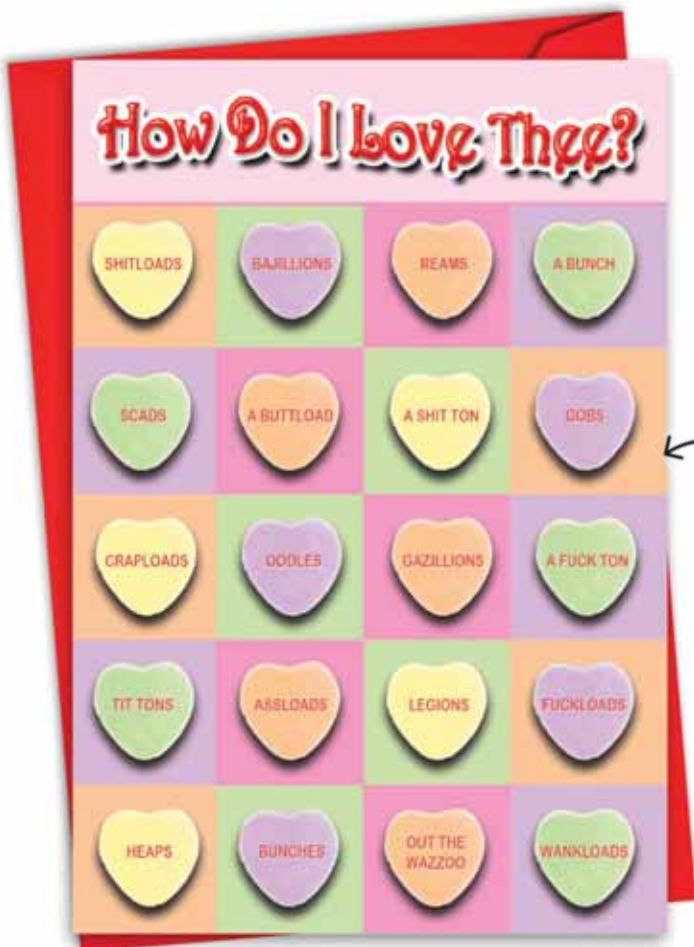 How Do I Love Thee?
SHITLOADS
BAJILLIONS
REAMS
A BUNCH
SCADS
A BUTTLOAD
A SHIT TON
GOBS
CRAPLOADS
OODLES
GAZILLIONS
A FUCK TON
TIT TONS
ASSLOADS
LEGIONS
FUCKLOADS
HEAPS
BUNCHES
OUT THE
WAZZOO
WANKLOADS